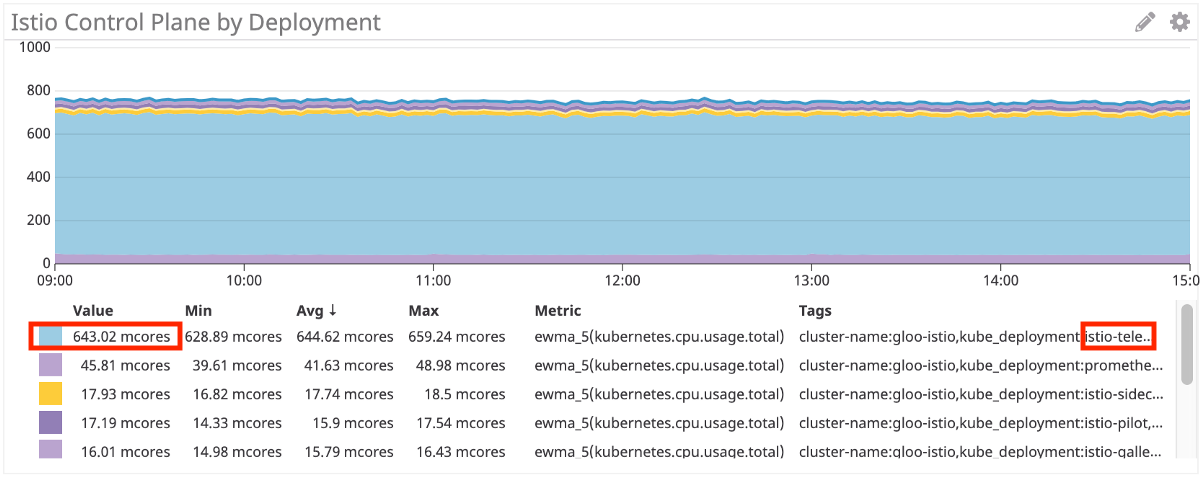 Istio Control Plane by Deployment
1000
800
600
400
200
0
09:00 10:00 11:00 12:00 13:00 14:00 15:0
Value Min Avg ↓ Max Metric Tags
643.02 mcores 628.89 mcores 644.62 mcores 659.24 mcores ewma_5(kubernetes.cpu.usage.total) cluster-name:gloo-istio,kube_deployment:istio-tele...
45.81 mcores 39.61 mcores 41.63 mcores 48.98 mcores ewma_5(kubernetes.cpu.usage.total) cluster-name:gloo-istio,kube_deployment:promethe...
17.93 mcores 16.82 mcores 17.74 mcores 18.5 mcores ewma_5(kubernetes.cpu.usage.total) cluster-name:gloo-istio,kube_deployment:istio-sidec...
17.19 mcores 14.33 mcores 15.9 mcores 17.54 mcores ewma_5(kubernetes.cpu.usage.total) cluster-name:gloo-istio,kube_deployment:istio-pilot,...
16.01 mcores 14.98 mcores 15.79 mcores 16.43 mcores ewma_5(kubernetes.cpu.usage.total) cluster-name:gloo-istio,kube_deployment:istio-galle...